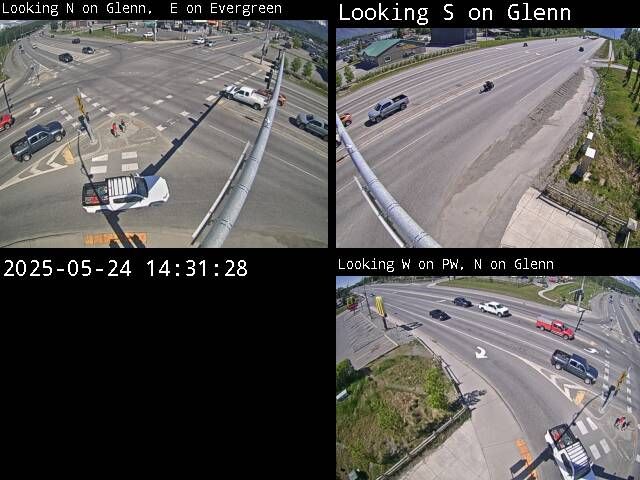 Looking N on Glenn,  E on Evergreen
Looking S on Glenn
2025-05-24 14:31:28
Looking W on PW, N on Glenn